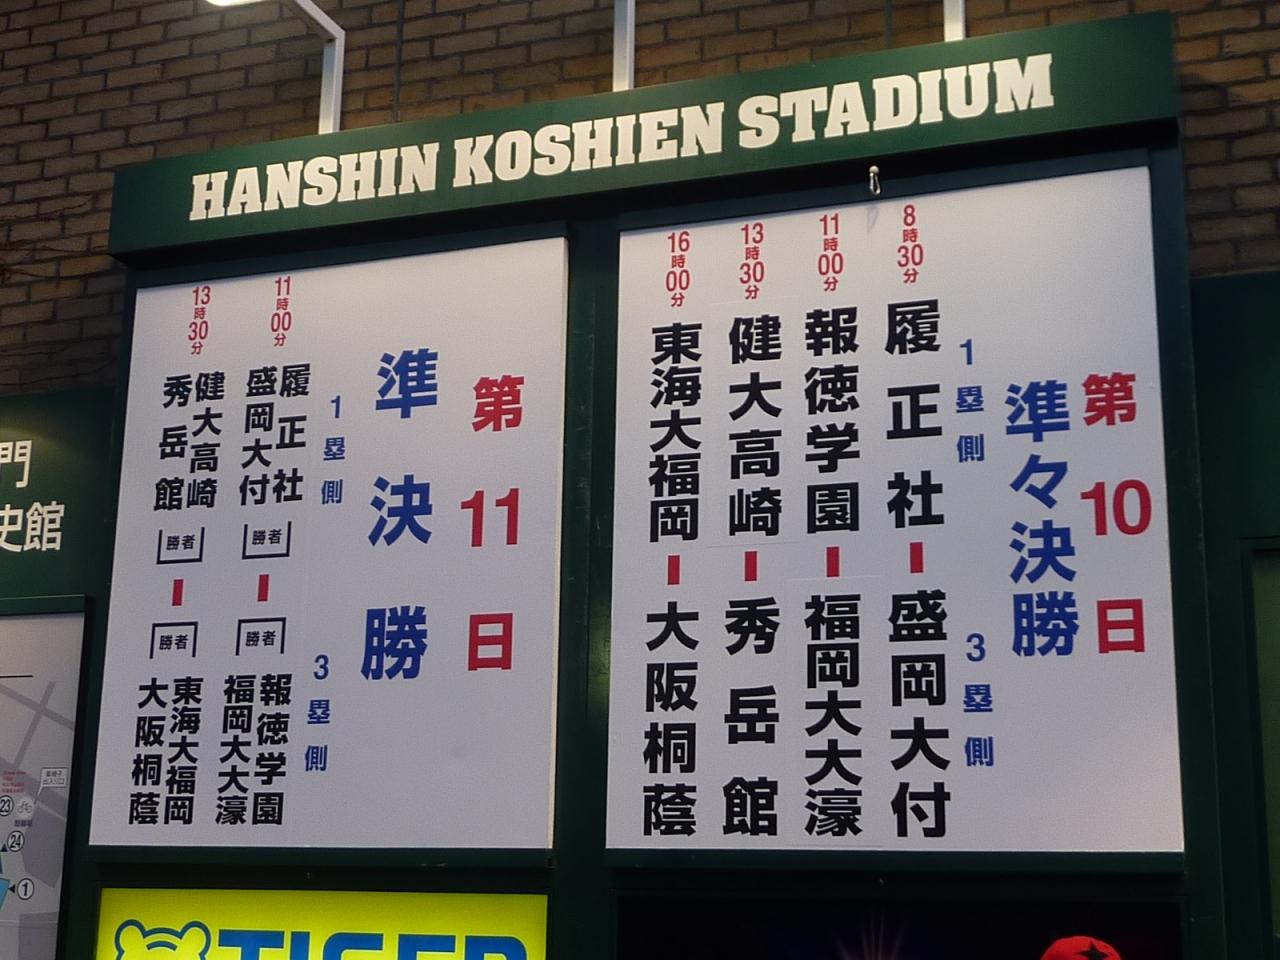 HANSHIN KOSHIEN STADIUM
第10日
準々決勝
1塁側
3塁側
8時30分
履正社 - 盛岡大付
11時00分
報徳学園 - 福岡大大濠
13時30分
健大高崎 - 秀岳館
16時00分
東海大福岡 - 大阪桐蔭
第11日
準決勝
1塁側
3塁側
11時00分
履正社
盛岡大付
勝者
-
勝者
報徳学園
福岡大大濠
13時30分
健大高崎
秀岳館
勝者
-
勝者
東海大福岡
大阪桐蔭
門
史館
23
24
1